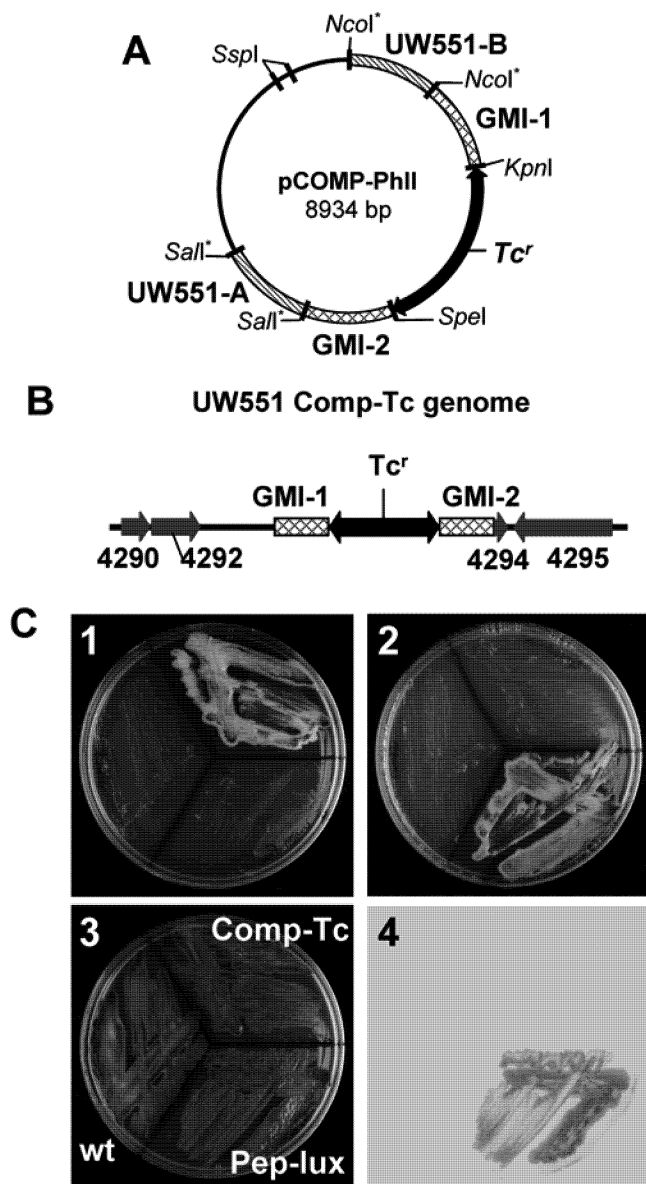 A
NcoI*
UW551-B
SspI
NcoI*
GMI-1
KpnI
pCOMP-PhII
8934 bp
Tcr
SalI*
UW551-A
SalI*
GMI-2
SpeI
B
UW551 Comp-Tc genome
Tcr
GMI-1
GMI-2
4290
4292
4294
4295
C
1
2
3
Comp-Tc
4
wt
Pep-lux